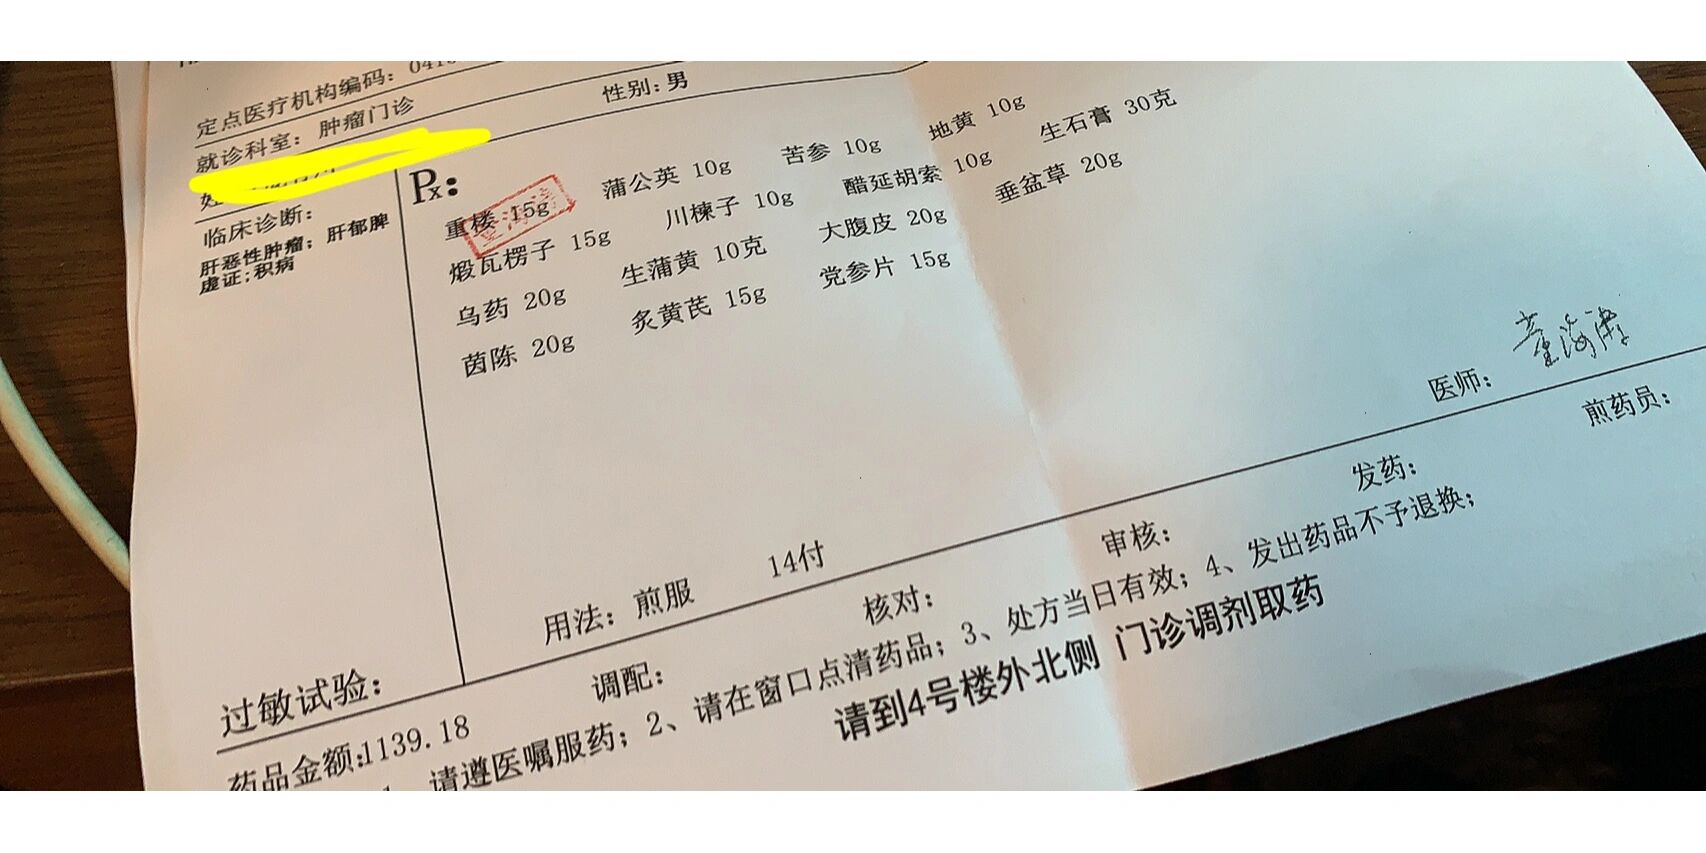 定点医疗机构编码：041
就诊科室：肿瘤门诊
性别：男
临床诊断：
肝恶性肿瘤；肝郁脾
虚证；积病
Px：
重楼 15g 蒲公英 10g 苦参 10g 地黄 10g
煅瓦楞子 15g 川楝子 10g 醋延胡索 10g 生石膏 30克
乌药 20g 生蒲黄 10克 大腹皮 20g 垂盆草 20g
茵陈 20g 炙黄芪 15g 党参片 15g
医师：
用法：煎服 14付
过敏试验：
药品金额:1139.18 调配： 核对： 审核： 发药： 煎药员：
1、请遵医嘱服药；2、请在窗口点清药品；3、处方当日有效；4、发出药品不予退换；
请到4号楼外北侧 门诊调剂取药